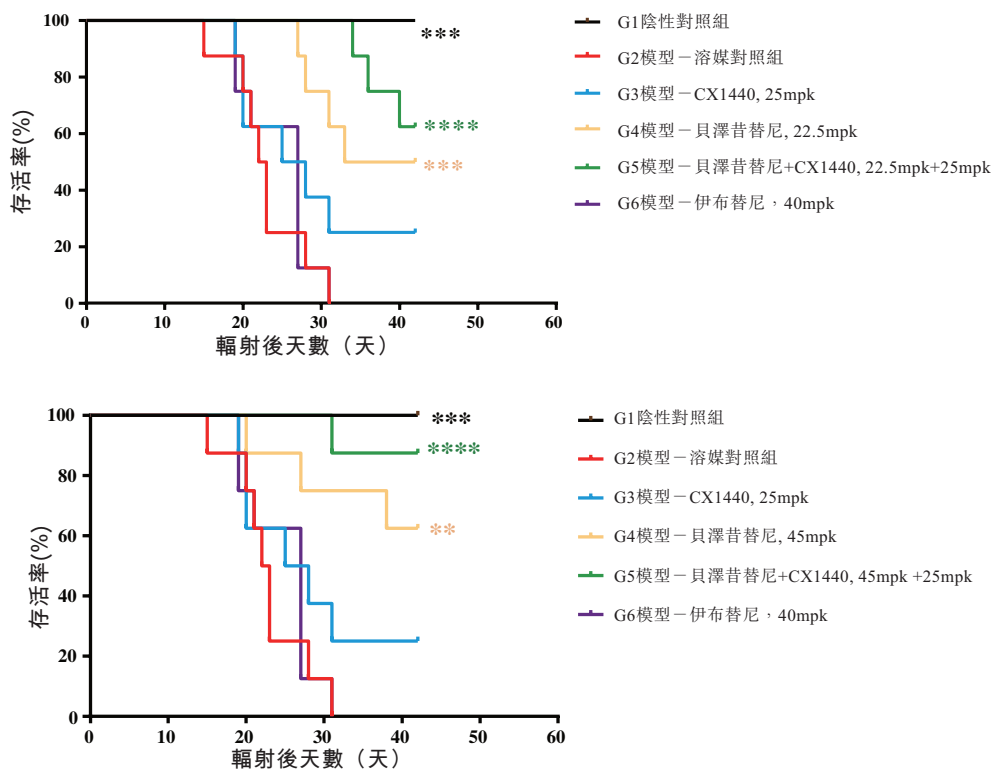 100
80
60
40
20
0
存活率(%)
0
10
20
30
40
50
60
輻射後天數（天）
***
****
***
G1陰性對照組
G2模型－溶媒對照組
G3模型－CX1440, 25mpk
G4模型－貝澤昔替尼, 22.5mpk
G5模型－貝澤昔替尼+CX1440, 22.5mpk+25mpk
G6模型－伊布替尼，40mpk
100
80
60
40
20
0
存活率(%)
0
10
20
30
40
50
60
輻射後天數（天）
***
****
**
G1陰性對照組
G2模型－溶媒對照組
G3模型－CX1440, 25mpk
G4模型－貝澤昔替尼, 45mpk
G5模型－貝澤昔替尼+CX1440, 45mpk +25mpk
G6模型－伊布替尼，40mpk